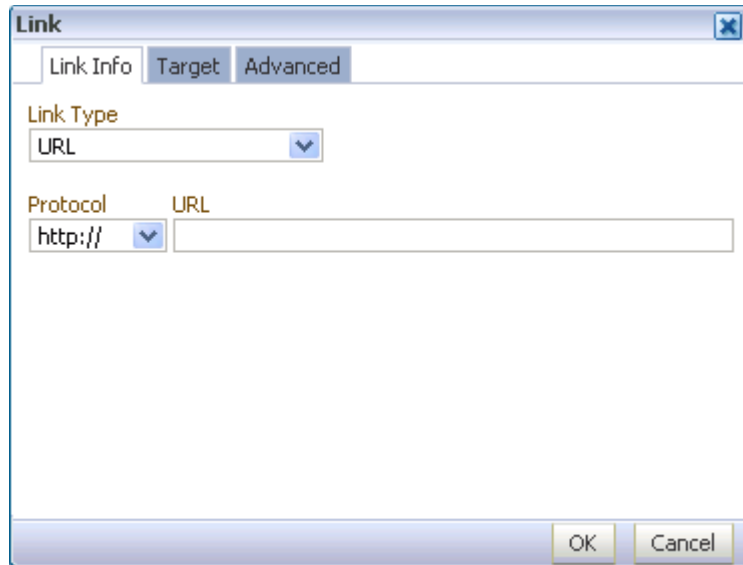 Link
Link Info Target Advanced
Link Type
URL
Protocol URL
http://
OK Cancel